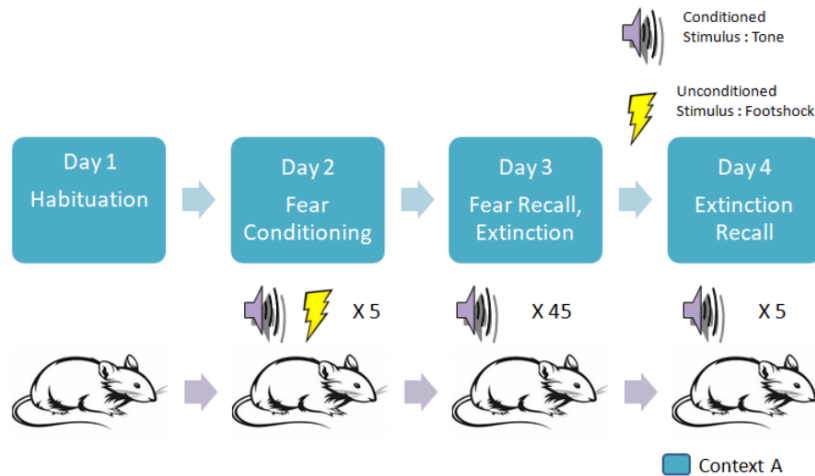 Conditioned
Stimulus : Tone
Unconditioned
Stimulus : Footshock
Day 1
Habituation
Day 2
Fear
Conditioning
Day 3
Fear Recall,
Extinction
Day 4
Extinction
Recall
X 5
X 45
X 5
Context A